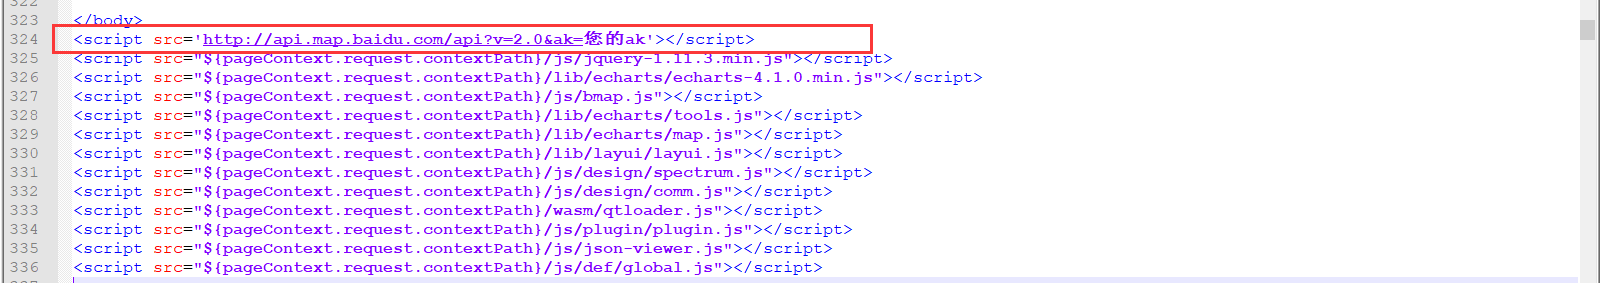 323 </body>
324 <script src='http://api.map.baidu.com/api?v=2.0&ak=您的ak'></script>
325 <script src="${pageContext.request.contextPath}/js/jquery-1.11.3.min.js"></script>
326 <script src="${pageContext.request.contextPath}/lib/echarts/echarts-4.1.0.min.js"></script>
327 <script src="${pageContext.request.contextPath}/js/bmap.js"></script>
328 <script src="${pageContext.request.contextPath}/lib/echarts/tools.js"></script>
329 <script src="${pageContext.request.contextPath}/lib/echarts/map.js"></script>
330 <script src="${pageContext.request.contextPath}/lib/layui/layui.js"></script>
331 <script src="${pageContext.request.contextPath}/js/design/spectrum.js"></script>
332 <script src="${pageContext.request.contextPath}/js/design/comm.js"></script>
333 <script src="${pageContext.request.contextPath}/wasm/qtloader.js"></script>
334 <script src="${pageContext.request.contextPath}/js/plugin/plugin.js"></script>
335 <script src="${pageContext.request.contextPath}/js/json-viewer.js"></script>
336 <script src="${pageContext.request.contextPath}/js/def/global.js"></script>